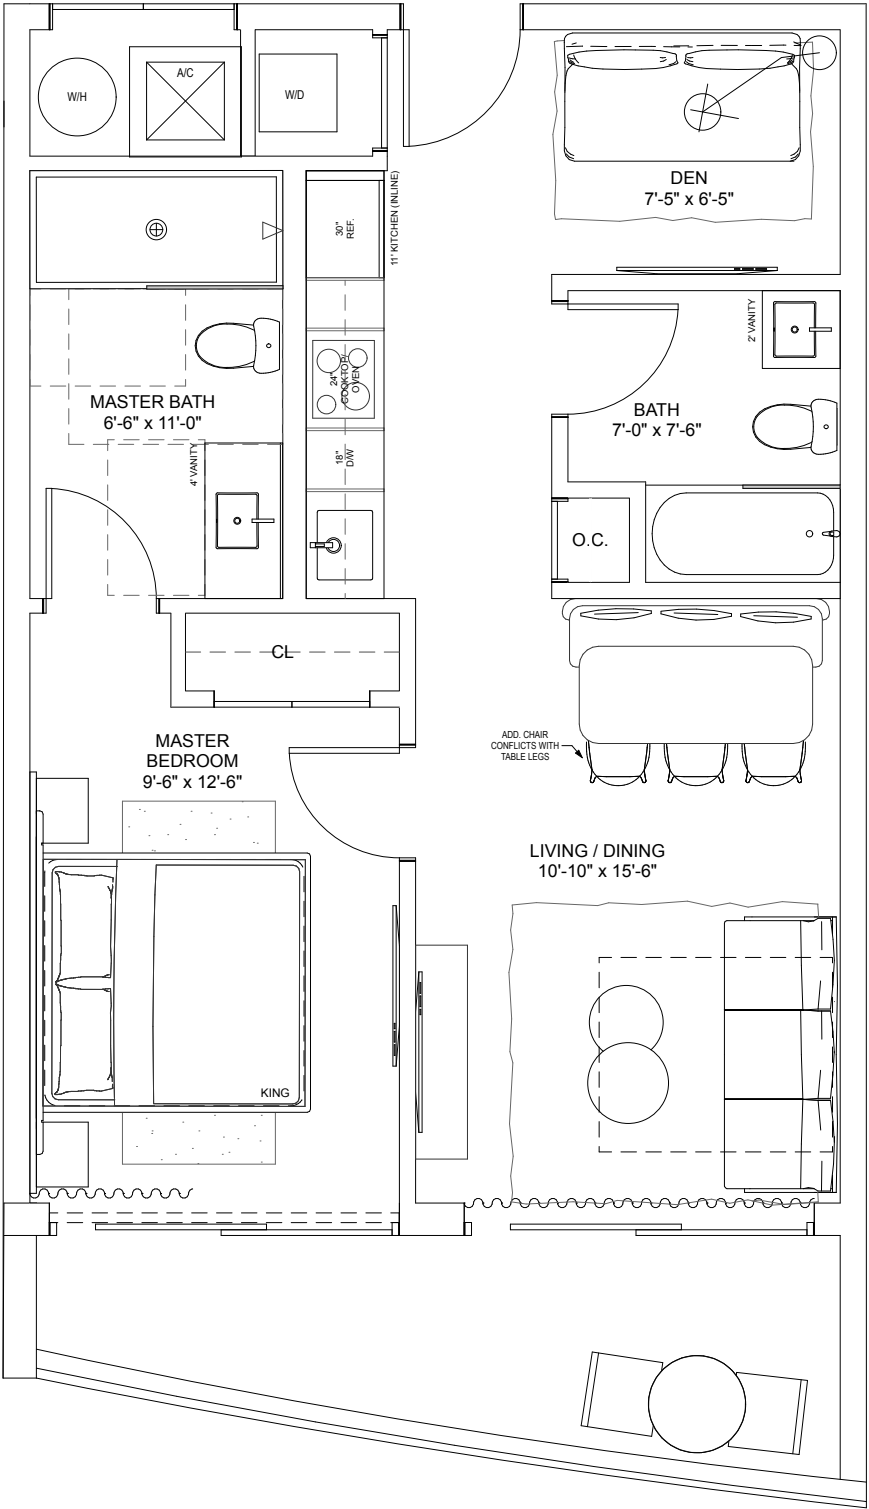 W/H
A/C
W/D
DEN
7'-5" x 6'-5"
30"
REF.
11' KITCHEN (INLINE)
2' VANITY
24"
COOKTOP/
OVEN
MASTER BATH
6'-6" x 11'-0"
BATH
7'-0" x 7'-6"
4' VANITY
18"
D/W
O.C.
CL
ADD. CHAIR
CONFLICTS WITH
TABLE LEGS
MASTER
BEDROOM
9'-6" x 12'-6"
LIVING / DINING
10'-10" x 15'-6"
KING